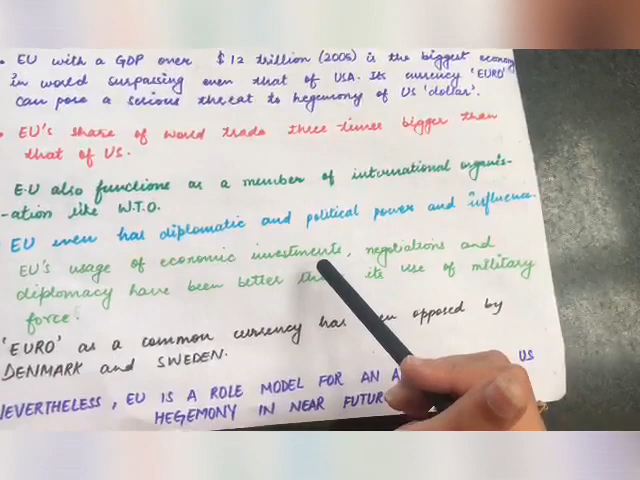 • EU with a GDP over $12 trillion (2005) is the biggest economy
in world surpassing even that of USA. Its currency 'EURO'
can pose a serious threat to hegemony of US 'dollar'.
• EU's share of world trade three-times bigger than
that of US.
E.U also functions as a member of international organis-
-ation like W.T.O.
EU even has diplomatic and political power and influence.
EU's usage of economic investments, negotiations and
diplomacy have been better its use of military
force.
'EURO' as a common currency has opposed by
DENMARK and SWEDEN.
NEVERTHELESS, EU IS A ROLE MODEL FOR AN US
HEGEMONY IN NEAR